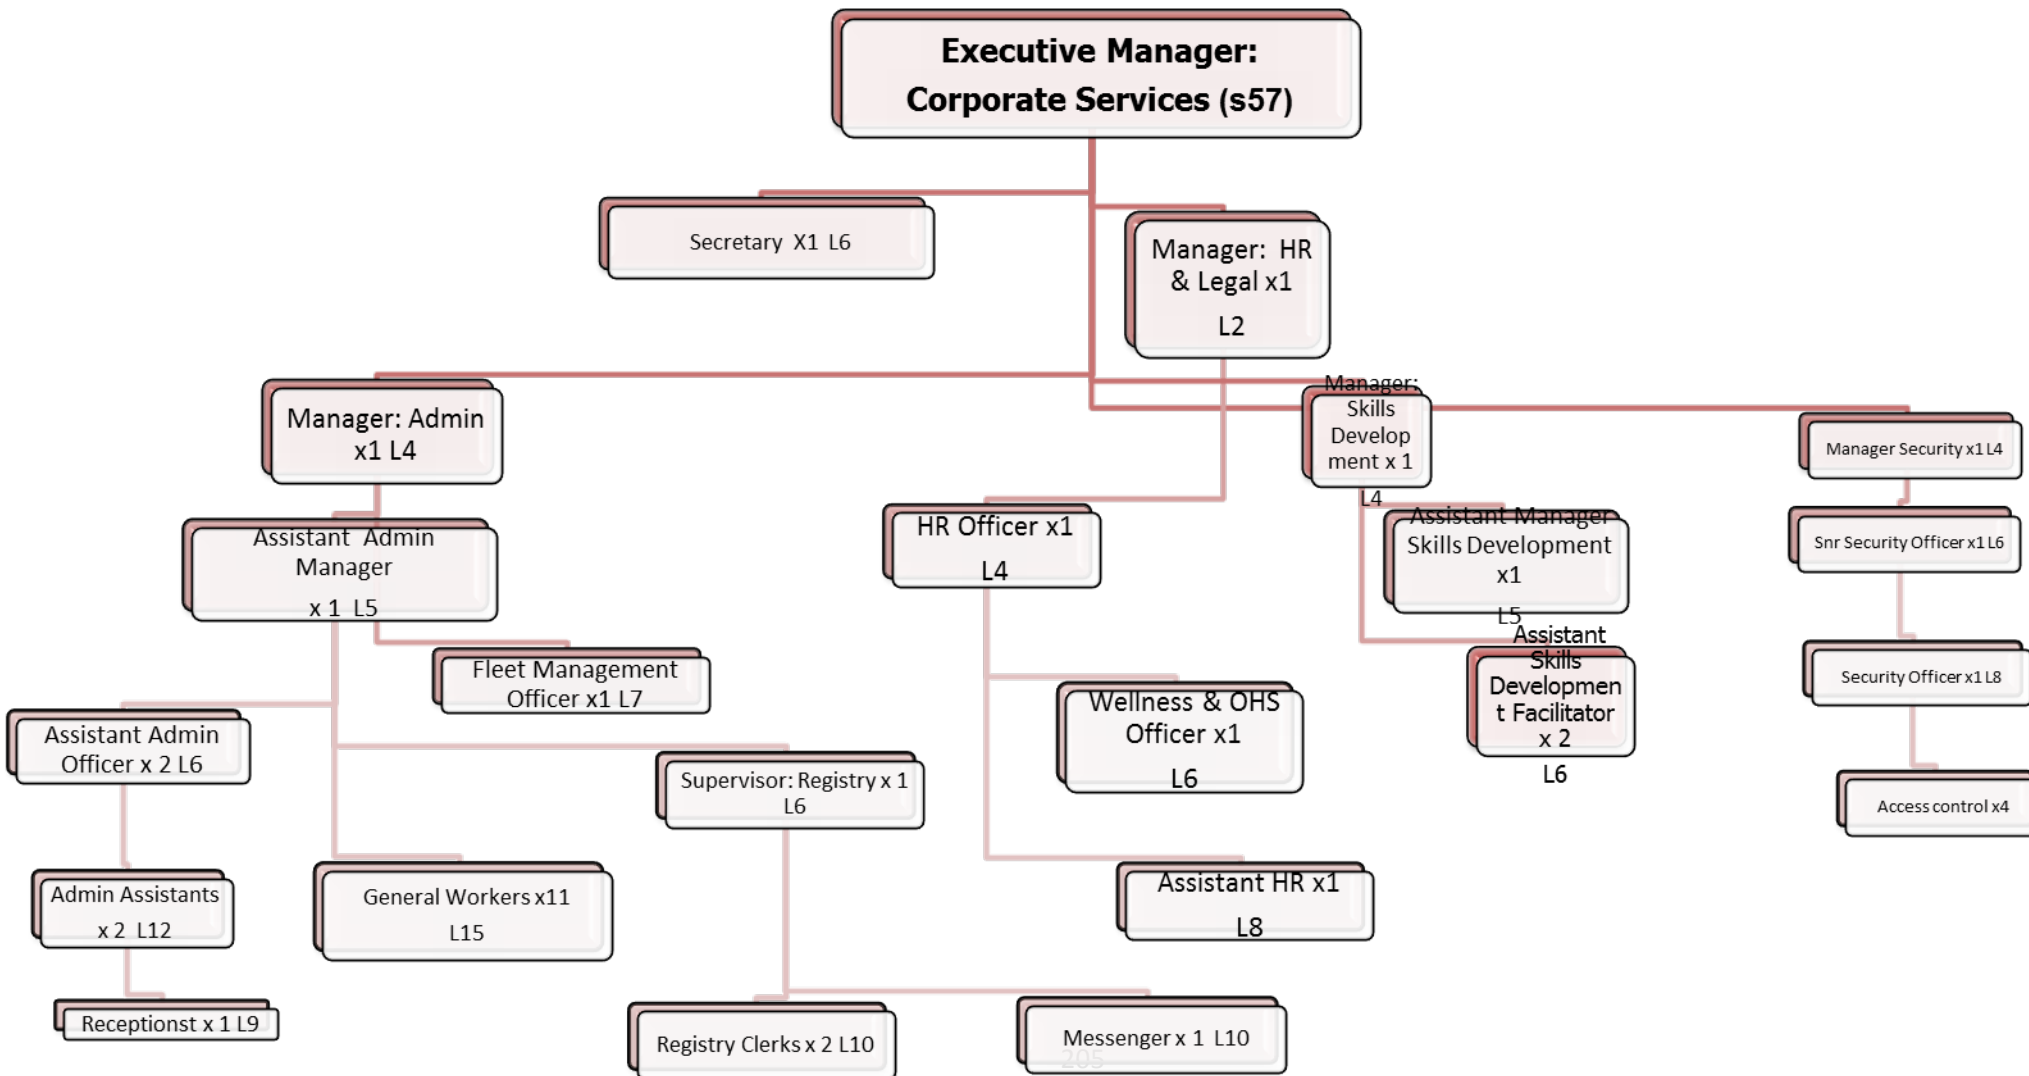 Executive Manager:
Corporate Services (s57)
Secretary X1 L6
Manager: HR
& Legal x1
L2
Manager: Admin
x1 L4
Manager:
Skills
Develop
ment x 1
L4
Manager Security x1 L4
Assistant Admin
Manager
x 1 L5
HR Officer x1
L4
Assistant Manager
Skills Development
x1
L5
Snr Security Officer x1 L6
Fleet Management
Officer x1 L7
Assistant
Skills
Developmen
t Facilitator
x 2
L6
Security Officer x1 L8
Assistant Admin
Officer x 2 L6
Supervisor: Registry x 1
L6
Wellness & OHS
Officer x1
L6
Access control x4
Admin Assistants
x 2 L12
General Workers x11
L15
Assistant HR x1
L8
Receptionst x 1 L9
Registry Clerks x 2 L10
Messenger x 1 L10
205